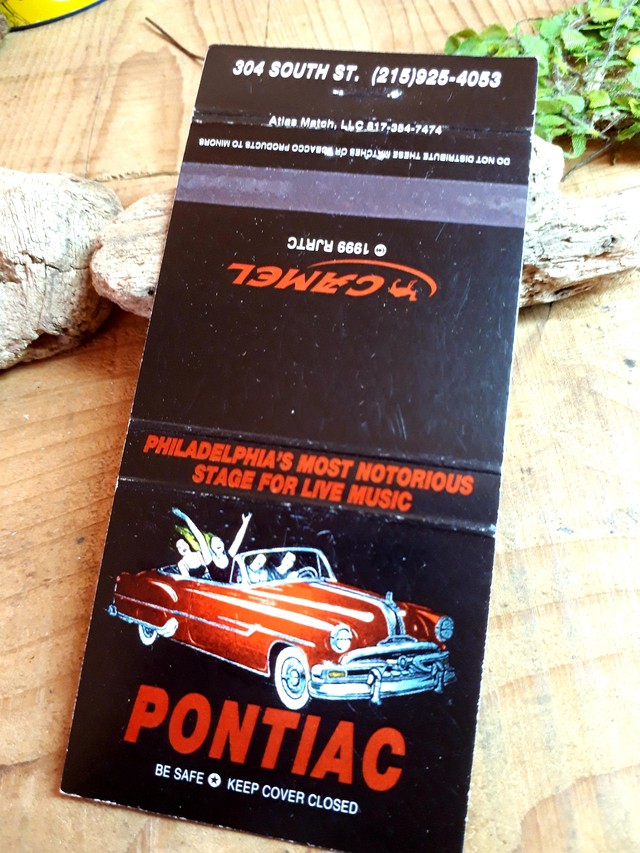 304 SOUTH ST. (215)925-4053
Atlas Match, LLC 817-354-7474
DO NOT DISTRIBUTE THESE MATCHES OR TOBACCO PRODUCTS TO MINORS
© 1999 RJRTC
CAMEL
PHILADELPHIA'S MOST NOTORIOUS
STAGE FOR LIVE MUSIC
PONTIAC
BE SAFE ✪ KEEP COVER CLOSED